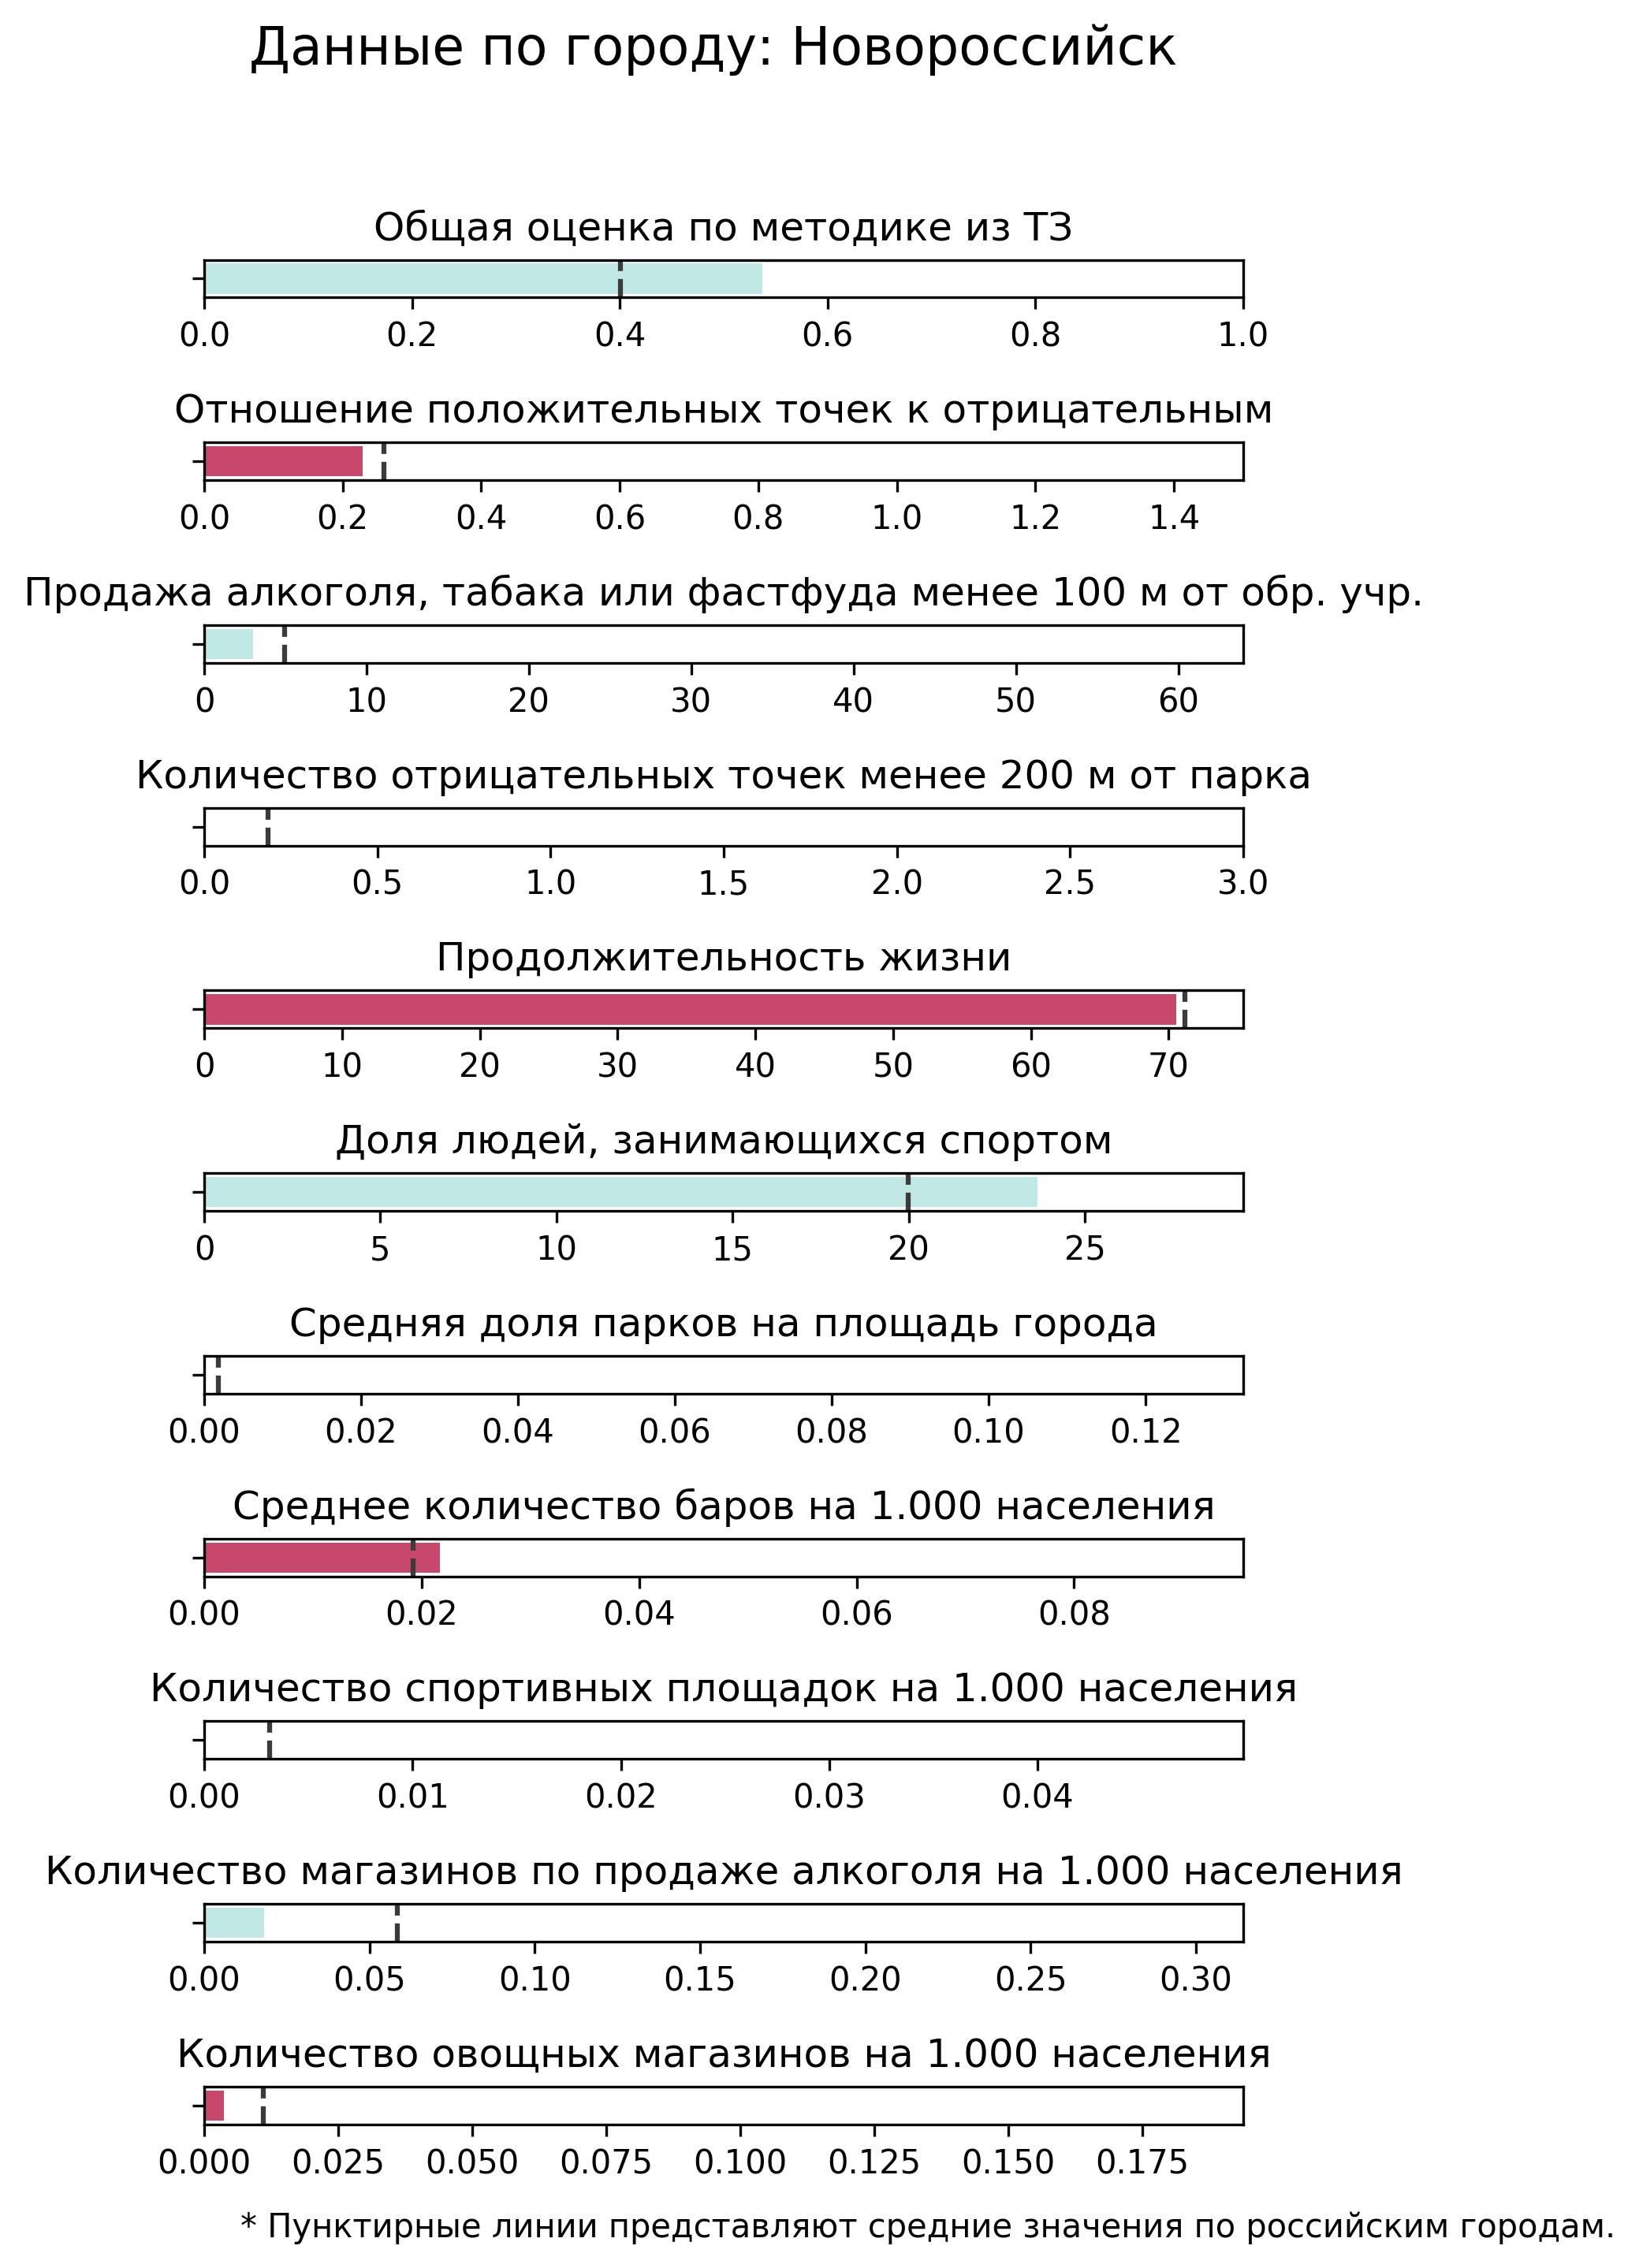 Данные по городу: Новороссийск
Общая оценка по методике из ТЗ
0.0 0.2 0.4 0.6 0.8 1.0
Отношение положительных точек к отрицательным
0.0 0.2 0.4 0.6 0.8 1.0 1.2 1.4
Продажа алкоголя, табака или фастфуда менее 100 м от обр. учр.
0 10 20 30 40 50 60
Количество отрицательных точек менее 200 м от парка
0.0 0.5 1.0 1.5 2.0 2.5 3.0
Продолжительность жизни
0 10 20 30 40 50 60 70
Доля людей, занимающихся спортом
0 5 10 15 20 25
Средняя доля парков на площадь города
0.00 0.02 0.04 0.06 0.08 0.10 0.12
Среднее количество баров на 1.000 населения
0.00 0.02 0.04 0.06 0.08
Количество спортивных площадок на 1.000 населения
0.00 0.01 0.02 0.03 0.04
Количество магазинов по продаже алкоголя на 1.000 населения
0.00 0.05 0.10 0.15 0.20 0.25 0.30
Количество овощных магазинов на 1.000 населения
0.000 0.025 0.050 0.075 0.100 0.125 0.150 0.175
* Пунктирные линии представляют средние значения по российским городам.